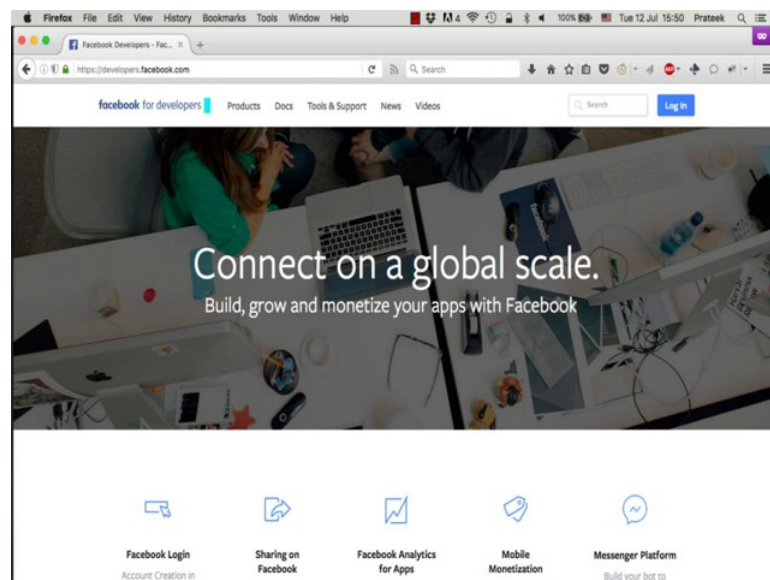 Firefox File Edit View History Bookmarks Tools Window Help 4 100% Tue 12 Jul 15:50 Prateek
Facebook Developers - Fac...
https://developers.facebook.com Search
facebook for developers Products Docs Tools & Support News Videos Search Log In
Connect on a global scale.
Build, grow and monetize your apps with Facebook
Facebook Login
Account Creation in
Sharing on
Facebook
Facebook Analytics
for Apps
Mobile
Monetization
Messenger Platform
Build your bot to